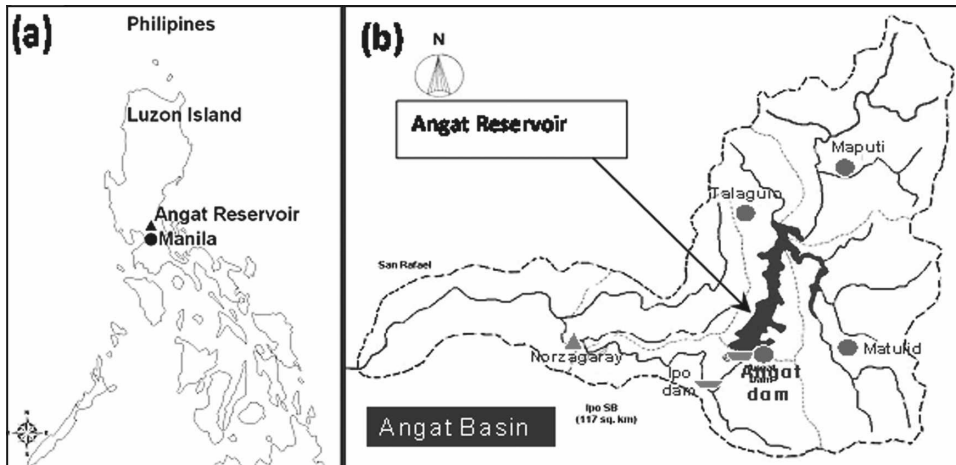 (a)
Philipines
Luzon Island
Angat Reservoir
Manila
(b)
N
Angat Reservoir
Maputi
Talaguio
San Rafael
Norzagaray
Matulid
Ipo
dam
Angat
dam
Ipo SB
(117 sq. km)
Angat Basin